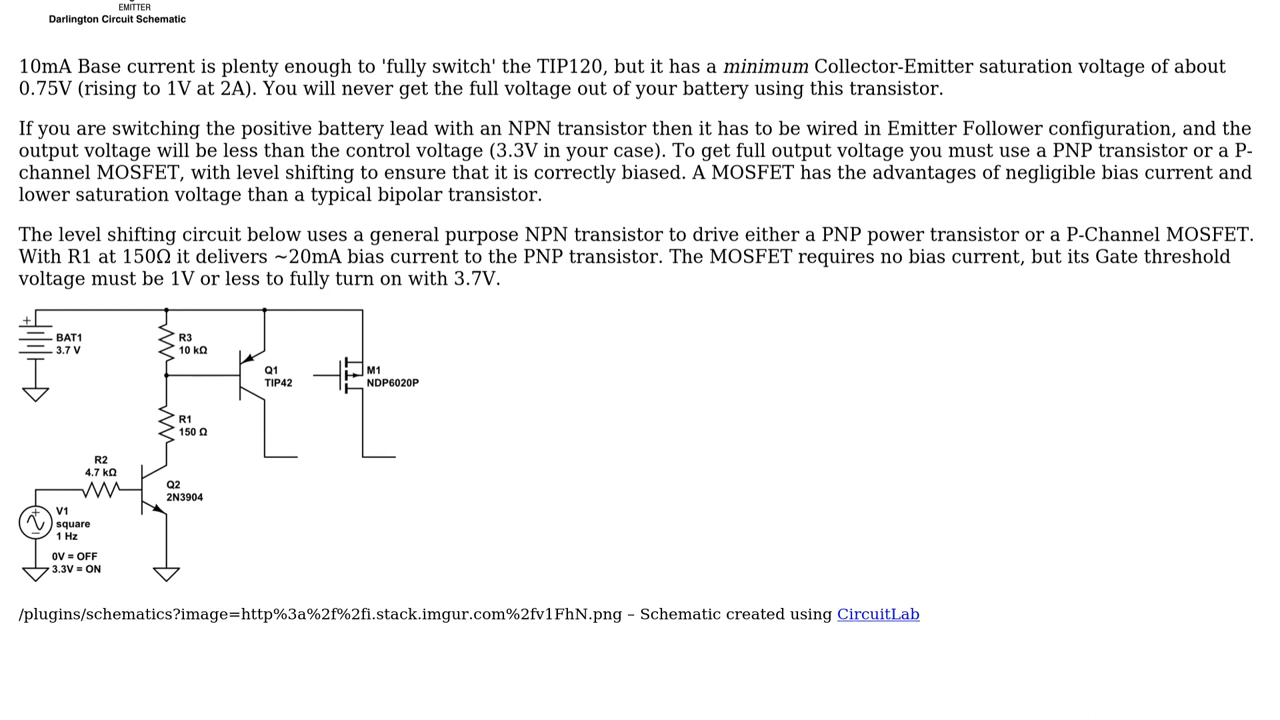 EMITTER
Darlington Circuit Schematic
10mA Base current is plenty enough to 'fully switch' the TIP120, but it has a minimum Collector-Emitter saturation voltage of about
0.75V (rising to 1V at 2A). You will never get the full voltage out of your battery using this transistor.
If you are switching the positive battery lead with an NPN transistor then it has to be wired in Emitter Follower configuration, and the
output voltage will be less than the control voltage (3.3V in your case). To get full output voltage you must use a PNP transistor or a P-
channel MOSFET, with level shifting to ensure that it is correctly biased. A MOSFET has the advantages of negligible bias current and
lower saturation voltage than a typical bipolar transistor.
The level shifting circuit below uses a general purpose NPN transistor to drive either a PNP power transistor or a P-Channel MOSFET.
With R1 at 150Ω it delivers ~20mA bias current to the PNP transistor. The MOSFET requires no bias current, but its Gate threshold
voltage must be 1V or less to fully turn on with 3.7V.
+
BAT1
3.7 V
R3
10 kΩ
Q1
TIP42
M1
NDP6020P
R1
150 Ω
R2
4.7 kΩ
Q2
2N3904
V1
square
1 Hz
0V = OFF
3.3V = ON
/plugins/schematics?image=http%3a%2f%2fi.stack.imgur.com%2fv1FhN.png – Schematic created using CircuitLab